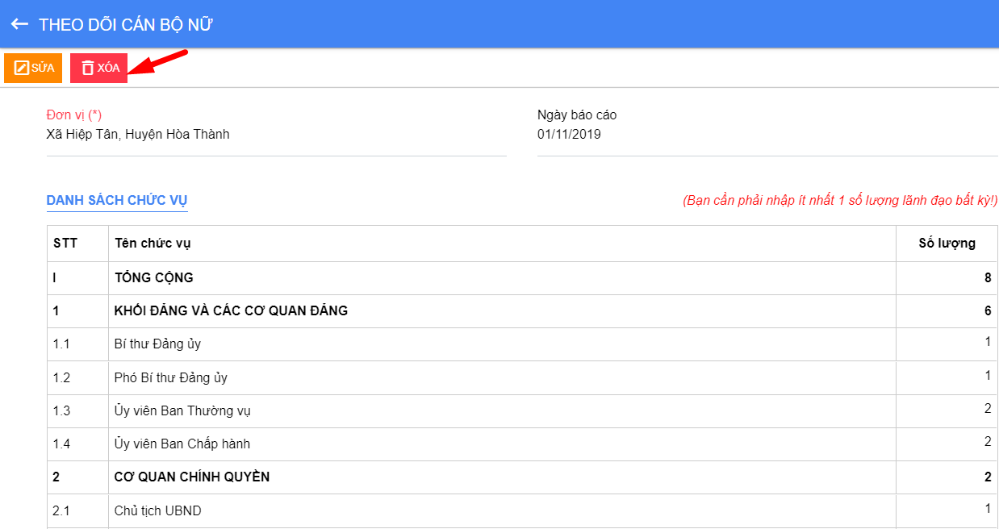 THEO DÕI CÁN BỘ NỮ
SỬA XÓA
Đơn vị (*) Ngày báo cáo
Xã Hiệp Tân, Huyện Hòa Thành 01/11/2019
DANH SÁCH CHỨC VỤ (Bạn cần phải nhập ít nhất 1 số lượng lãnh đạo bất kỳ!)
STT Tên chức vụ Số lượng
I TỔNG CỘNG 8
1 KHỐI ĐẢNG VÀ CÁC CƠ QUAN ĐẢNG 6
1.1 Bí thư Đảng ủy 1
1.2 Phó Bí thư Đảng ủy 1
1.3 Ủy viên Ban Thường vụ 2
1.4 Ủy viên Ban Chấp hành 2
2 CƠ QUAN CHÍNH QUYỀN 2
2.1 Chủ tịch UBND 1